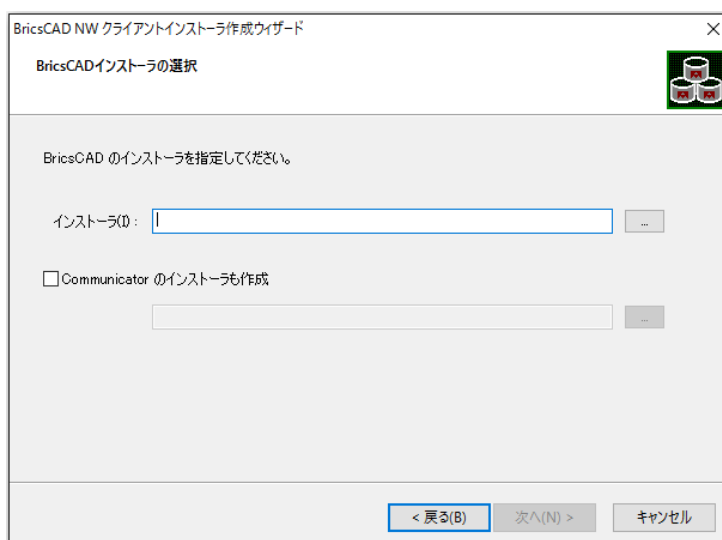 BricsCAD NW クライアントインストーラ作成ウィザード
BricsCADインストーラの選択
BricsCAD のインストーラを指定してください。
インストーラ(I) :
...
Communicator のインストーラも作成
...
< 戻る(B)
次へ(N) >
キャンセル